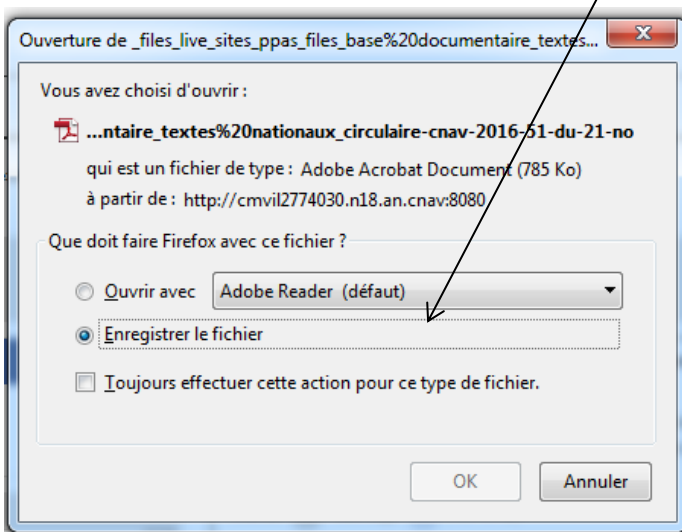 Ouverture de _files_live_sites_ppas_files_base%20documentaire_textes...
Vous avez choisi d'ouvrir :
...ntaire_textes%20nationaux_circulaire-cnav-2016-51-du-21-no
qui est un fichier de type : Adobe Acrobat Document (785 Ko)
à partir de : http://cmvil2774030.n18.an.cnav:8080
Que doit faire Firefox avec ce fichier ?
Ouvrir avec Adobe Reader (défaut)
Enregistrer le fichier
Toujours effectuer cette action pour ce type de fichier.
OK Annuler